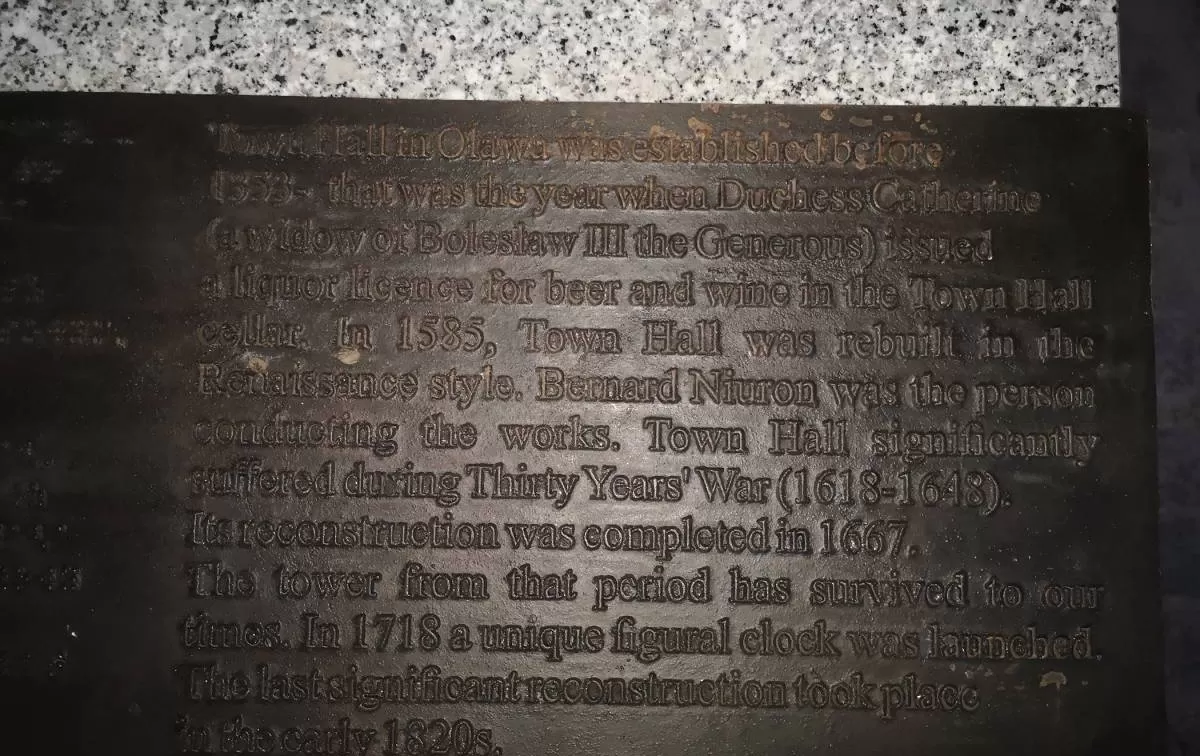 Town Hall in Oława was established before
1353- that was the year when Duchess Catherine
(a widow of Bolesław III the Generous) issued
a liquor licence for beer and wine in the Town Hall
cellar. In 1585, Town Hall was rebuilt in the
Renaissance style. Bernard Niuron was the person
conducting the works. Town Hall significantly
suffered during Thirty Years' War (1618-1648).
Its reconstruction was completed in 1667.
The tower from that period has survived to our
times. In 1718 a unique figural clock was launched.
The last significant reconstruction took place
in the early 1820s.